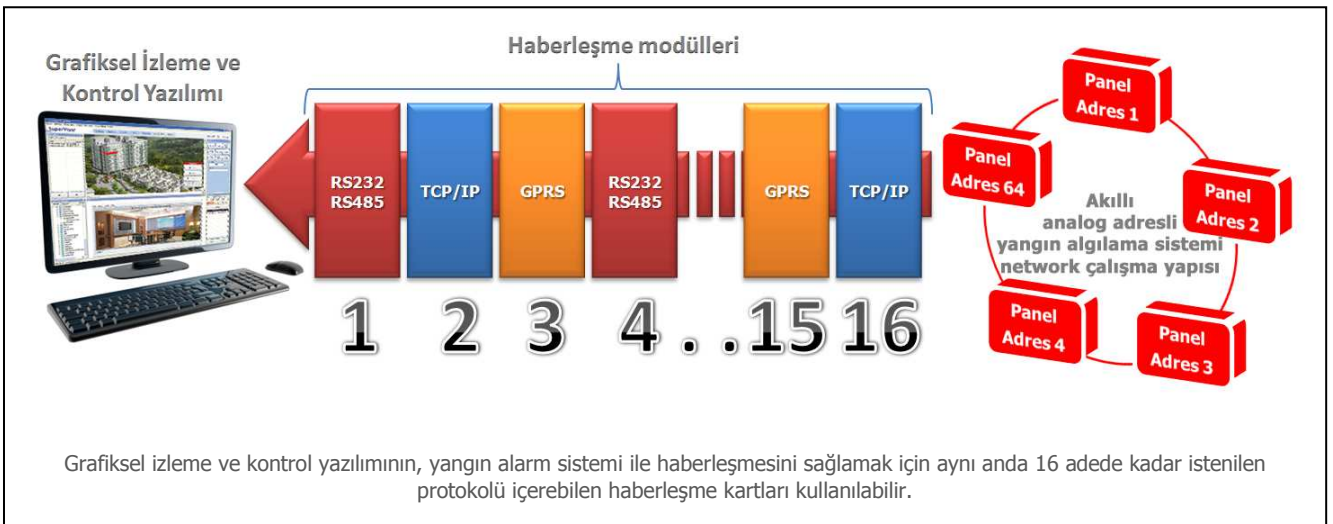 Haberleşme modülleri
Grafiksel İzleme ve
Kontrol Yazılımı
SuperView
RS232
RS485
TCP/IP
GPRS
RS232
RS485
GPRS
TCP/IP
1
2
3
4
. .
15
16
Panel
Adres 1
Panel
Adres 64
Panel
Adres 2
Akıllı
analog adresli
yangın algılama sistemi
network çalışma yapısı
Panel
Adres 4
Panel
Adres 3
Grafiksel izleme ve kontrol yazılımının, yangın alarm sistemi ile haberleşmesini sağlamak için aynı anda 16 adede kadar istenilen
protokolü içerebilen haberleşme kartları kullanılabilir.